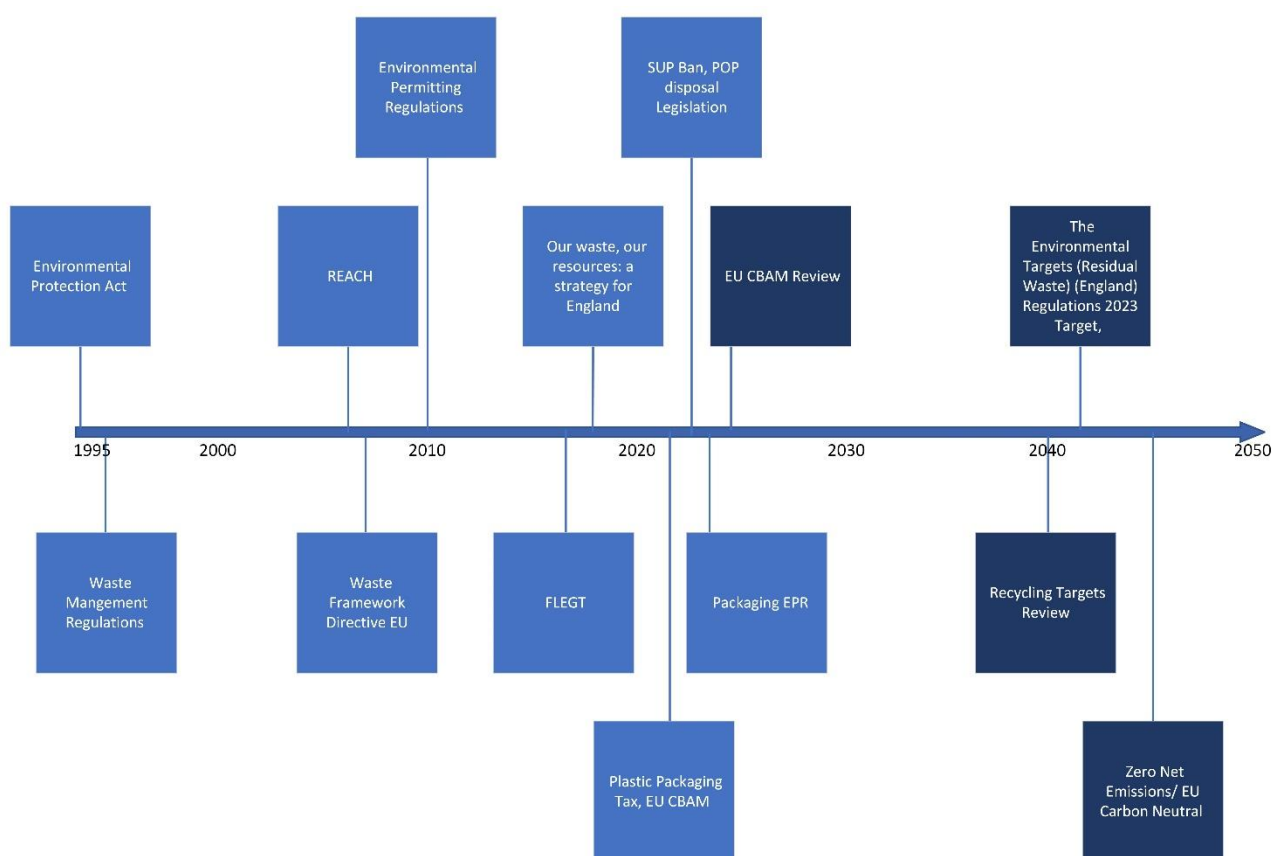 Environmental
Permitting
Regulations
SUP Ban, POP
disposal
Legislation
Environmental
Protection Act
REACH
Our waste, our
resources: a
strategy for
England
EU CBAM Review
The
Environmental
Targets (Residual
Waste) (England)
Regulations 2023
Target,
1995
2000
2010
2020
2030
2040
2050
Waste
Mangement
Regulations
Waste
Framework
Directive EU
FLEGT
Packaging EPR
Recycling Targets
Review
Plastic Packaging
Tax, EU CBAM
Zero Net
Emissions/ EU
Carbon Neutral